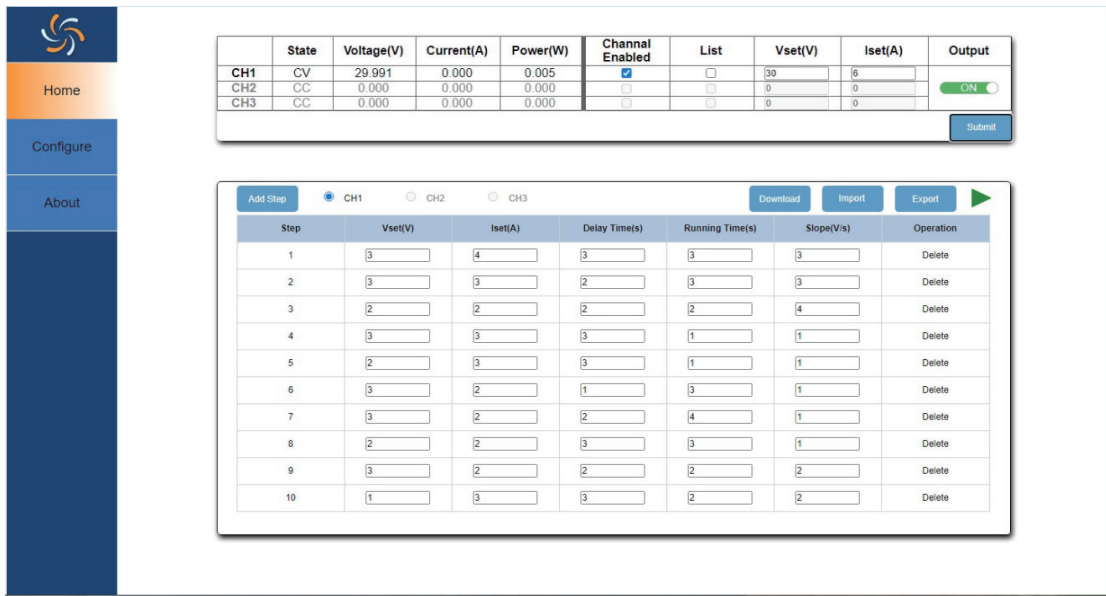 State Voltage(V) Current(A) Power(W) Channal Enabled List Vset(V) Iset(A) Output
CH1 CV 29.991 0.000 0.005 30 6
CH2 CC 0.000 0.000 0.000 0 0 ON
CH3 CC 0.000 0.000 0.000 0 0
Submit
Home
Configure
About
Add Step CH1 CH2 CH3 Download Import Export
Step Vset(V) Iset(A) Delay Time(s) Running Time(s) Slope(V/s) Operation
1 3 4 3 3 3 Delete
2 3 3 2 3 3 Delete
3 2 2 2 2 4 Delete
4 3 3 3 1 1 Delete
5 2 3 3 1 1 Delete
6 3 2 1 3 1 Delete
7 3 2 2 4 1 Delete
8 2 2 3 3 1 Delete
9 3 2 2 2 2 Delete
10 1 3 3 2 2 Delete